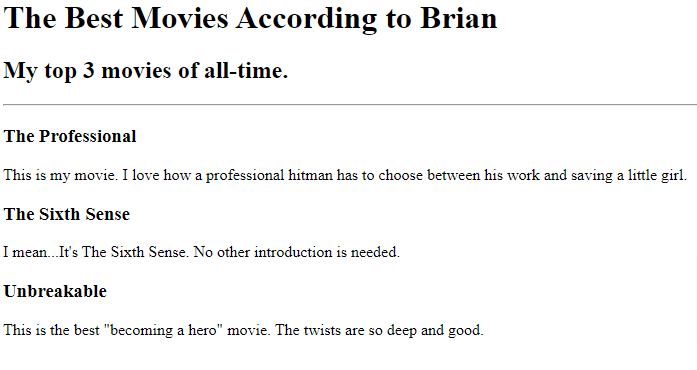 The Best Movies According to Brian
My top 3 movies of all-time.
The Professional
This is my movie. I love how a professional hitman has to choose between his work and saving a little girl.
The Sixth Sense
I mean...It's The Sixth Sense. No other introduction is needed.
Unbreakable
This is the best "becoming a hero" movie. The twists are so deep and good.